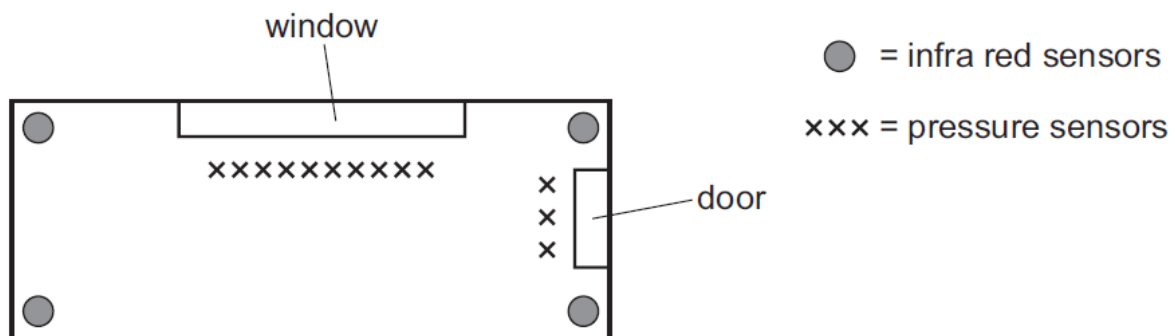 window
= infra red sensors
××× = pressure sensors
door